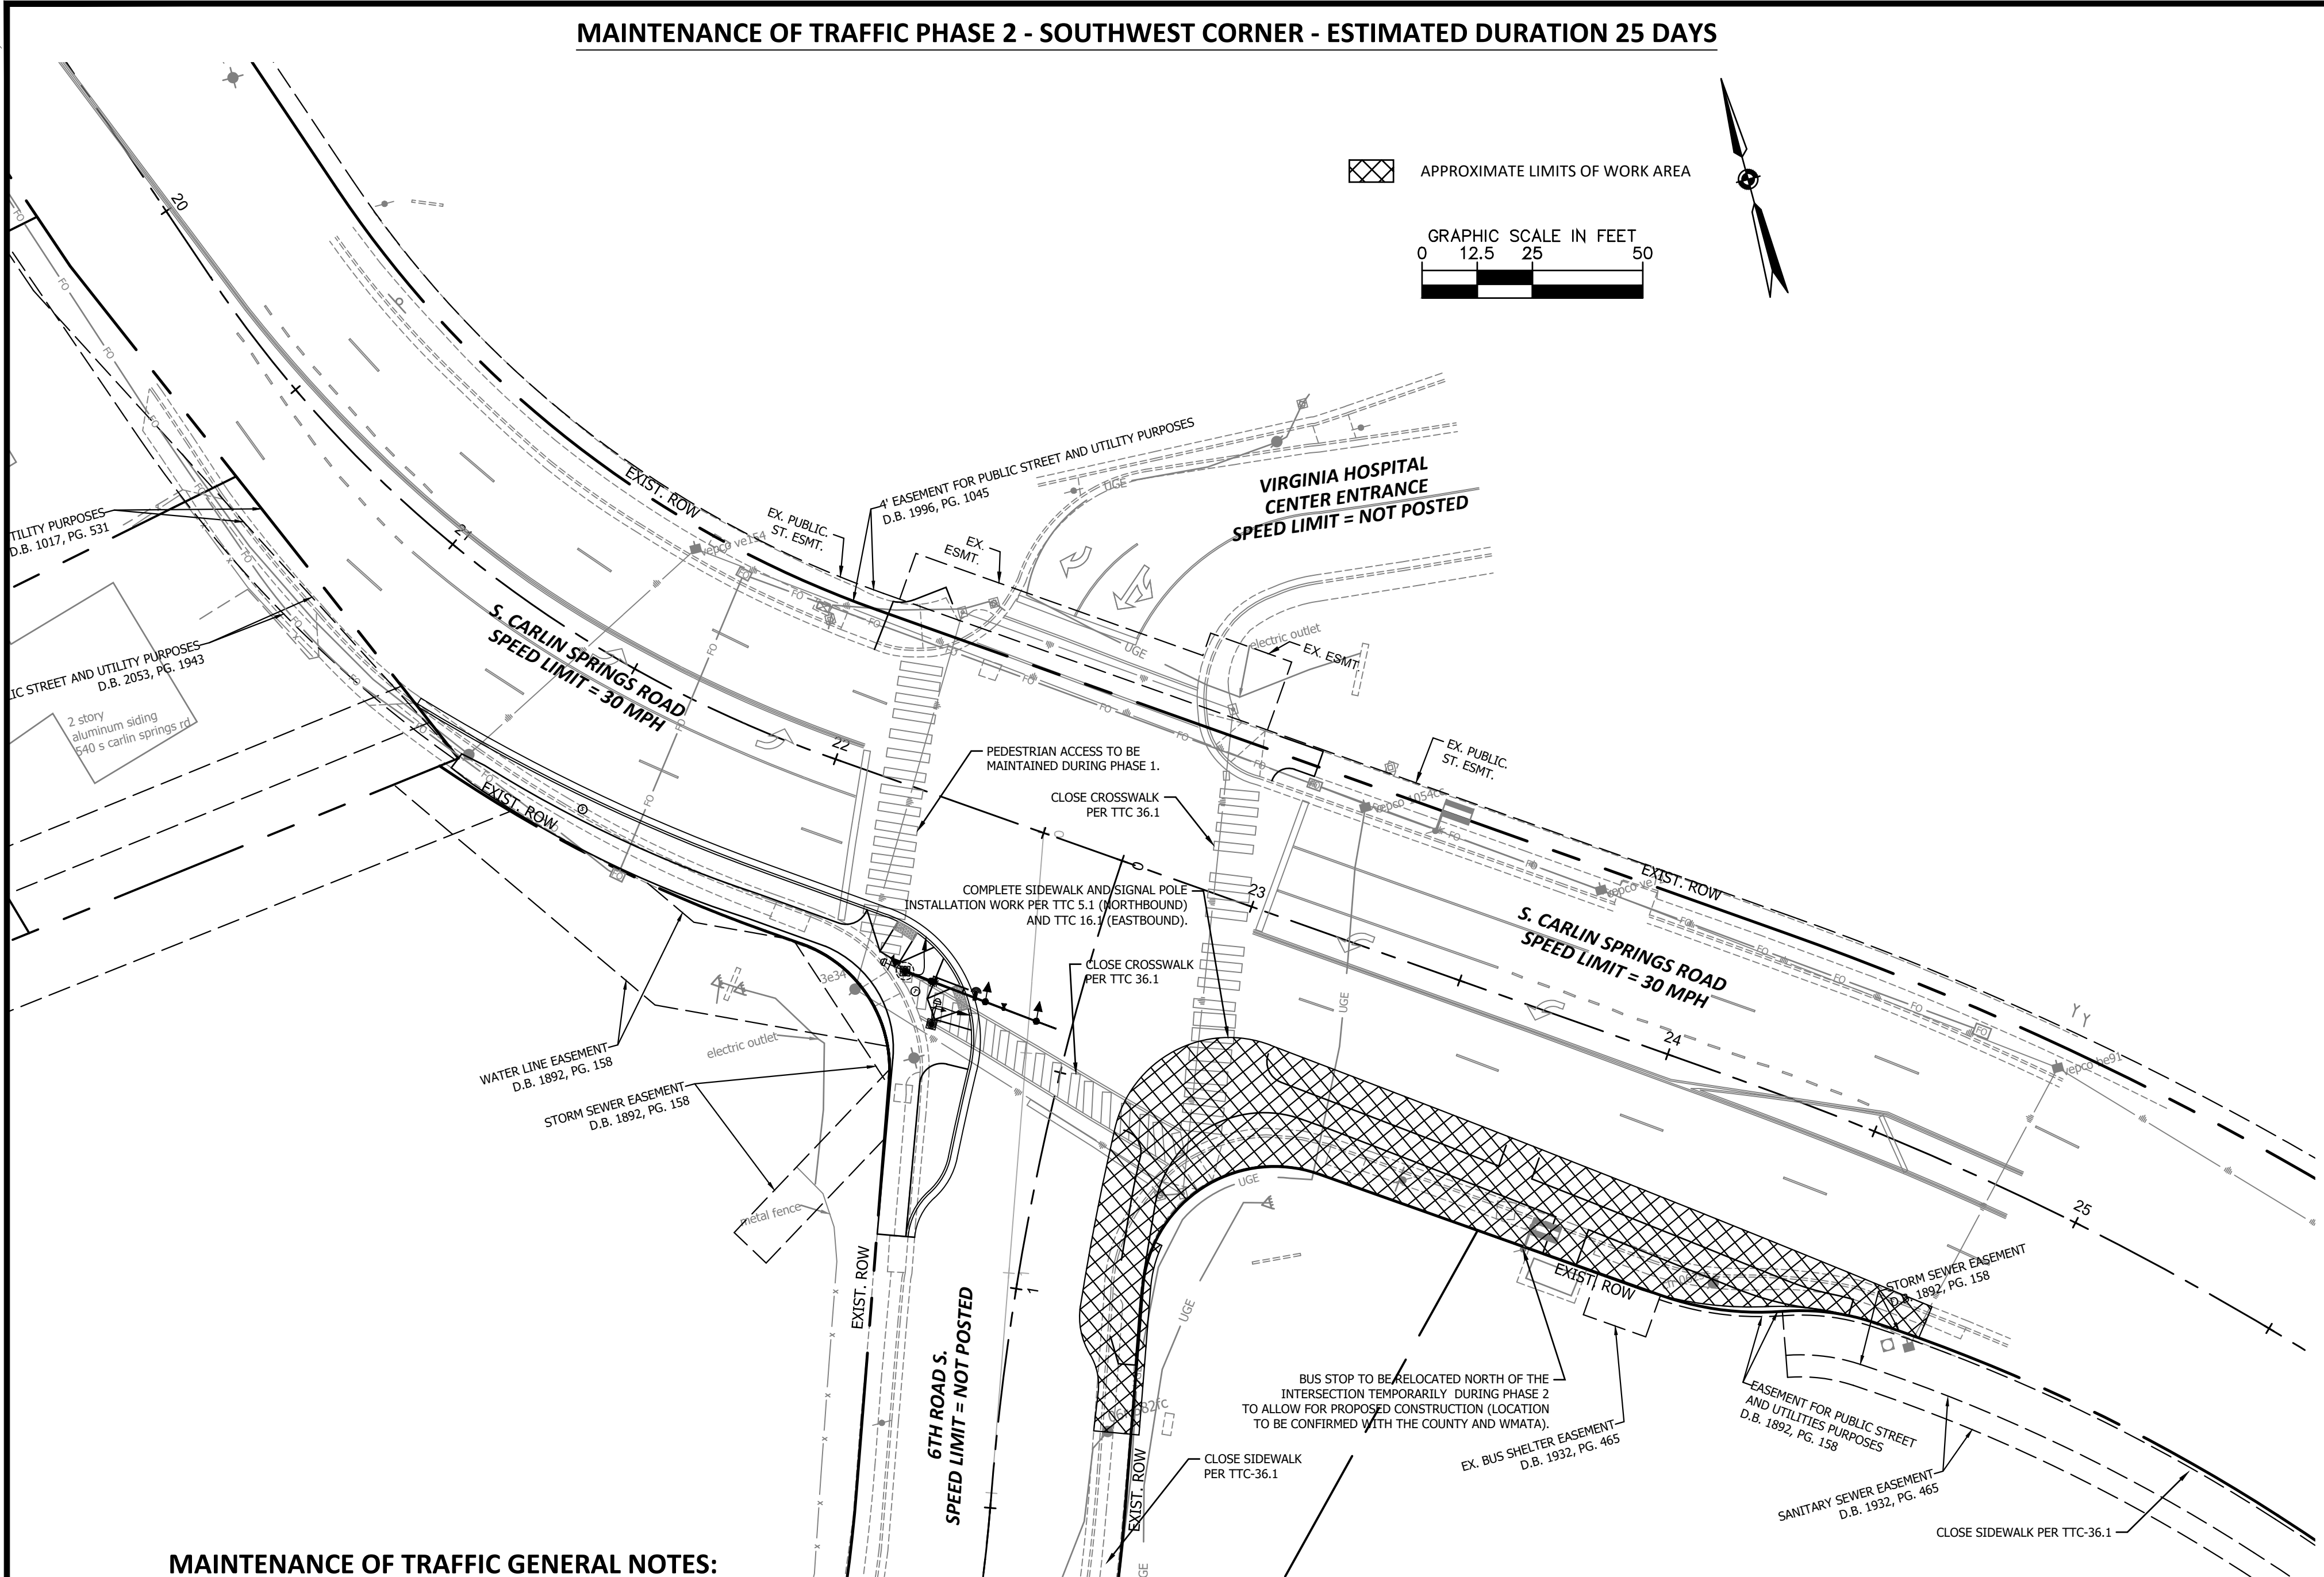 MAINTENANCE OF TRAFFIC PHASE 2 - SOUTHWEST CORNER - ESTIMATED DURATION 25 DAYS
APPROXIMATE LIMITS OF WORK AREA
GRAPHIC SCALE IN FEET
0 12.5 25 50
20
21
22
23
24
25
0
1
4' EASEMENT FOR PUBLIC STREET AND UTILITY PURPOSES
D.B. 1996, PG. 1045
EXIST. ROW
EX. PUBLIC.
ST. ESMT.
EX.
ESMT.
VIRGINIA HOSPITAL
CENTER ENTRANCE
SPEED LIMIT = NOT POSTED
vepco ve154
UGE
UGE
electric outlet
EX. ESMT
TILITY PURPOSES
D.B. 1017, PG. 531
S. CARLIN SPRINGS ROAD
SPEED LIMIT = 30 MPH
IC STREET AND UTILITY PURPOSES
D.B. 2053, PG. 1943
2 story
aluminum siding
540 s carlin springs rd
EXIST. ROW
PEDESTRIAN ACCESS TO BE
MAINTAINED DURING PHASE 1.
EX. PUBLIC.
ST. ESMT.
CLOSE CROSSWALK
PER TTC 36.1
EXIST. ROW
COMPLETE SIDEWALK AND SIGNAL POLE
INSTALLATION WORK PER TTC 5.1 (NORTHBOUND)
AND TTC 16.1 (EASTBOUND).
S. CARLIN SPRINGS ROAD
SPEED LIMIT = 30 MPH
CLOSE CROSSWALK
PER TTC 36.1
3e34
UGE
electric outlet
WATER LINE EASEMENT
D.B. 1892, PG. 158
STORM SEWER EASEMENT
D.B. 1892, PG. 158
metal fence
UGE
UGE
EXIST. ROW
EXIST. ROW
STORM SEWER EASEMENT
D.B. 1892, PG. 158
6TH ROAD S.
SPEED LIMIT = NOT POSTED
BUS STOP TO BE RELOCATED NORTH OF THE
INTERSECTION TEMPORARILY DURING PHASE 2
TO ALLOW FOR PROPOSED CONSTRUCTION (LOCATION
TO BE CONFIRMED WITH THE COUNTY AND WMATA).
EASEMENT FOR PUBLIC STREET
AND UTILITIES PURPOSES
D.B. 1892, PG. 158
EX. BUS SHELTER EASEMENT
D.B. 1932, PG. 465
CLOSE SIDEWALK
PER TTC-36.1
EXIST. ROW
SANITARY SEWER EASEMENT
D.B. 1932, PG. 465
CLOSE SIDEWALK PER TTC-36.1
MAINTENANCE OF TRAFFIC GENERAL NOTES: